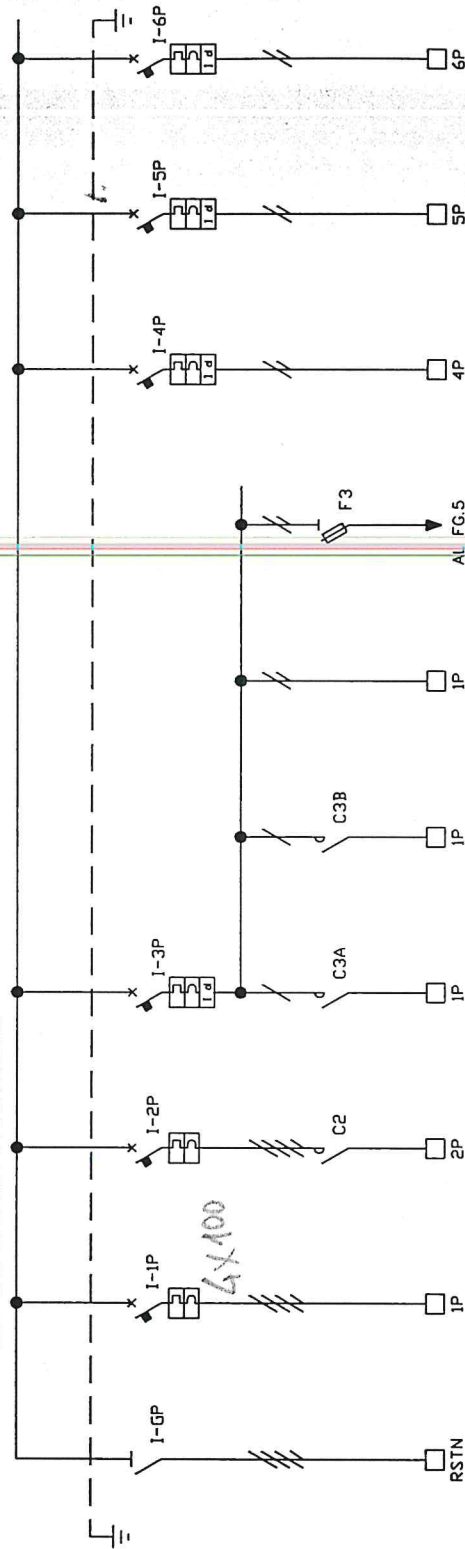 I-GP
I-1P
I-2P
I-3P
I-4P
I-5P
I-6P
Id
Id
Id
Id
4x100
C2
C3A
C3B
F3
RSTN
1P
2P
1P
1P
1P
AL FG.5
4P
5P
6P